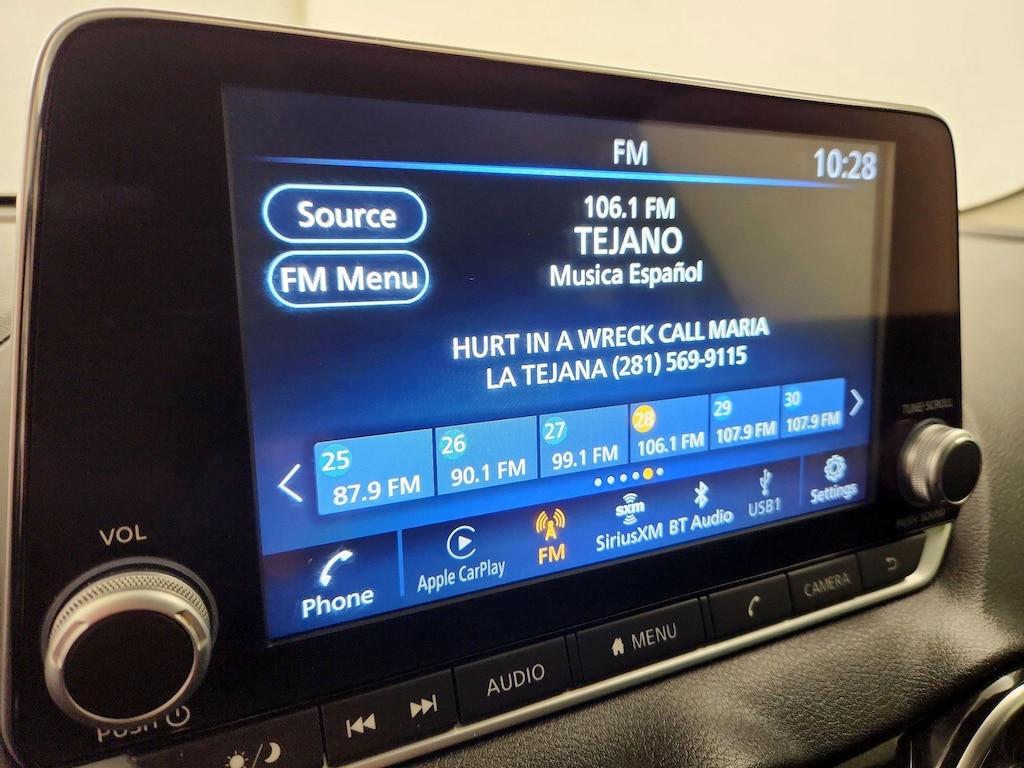 FM
10:28
Source
FM Menu
106.1 FM
TEJANO
Musica Español
HURT IN A WRECK CALL MARIA
LA TEJANA (281) 569-9115
25
87.9 FM
26
90.1 FM
27
99.1 FM
28
106.1 FM
29
107.9 FM
30
107.9 FM
Phone
Apple CarPlay
FM
sxm
SiriusXM
BT Audio
USB1
Settings
VOL
PUSH
TUNE·SCROLL
PUSH SOUND
AUDIO
MENU
CAMERA